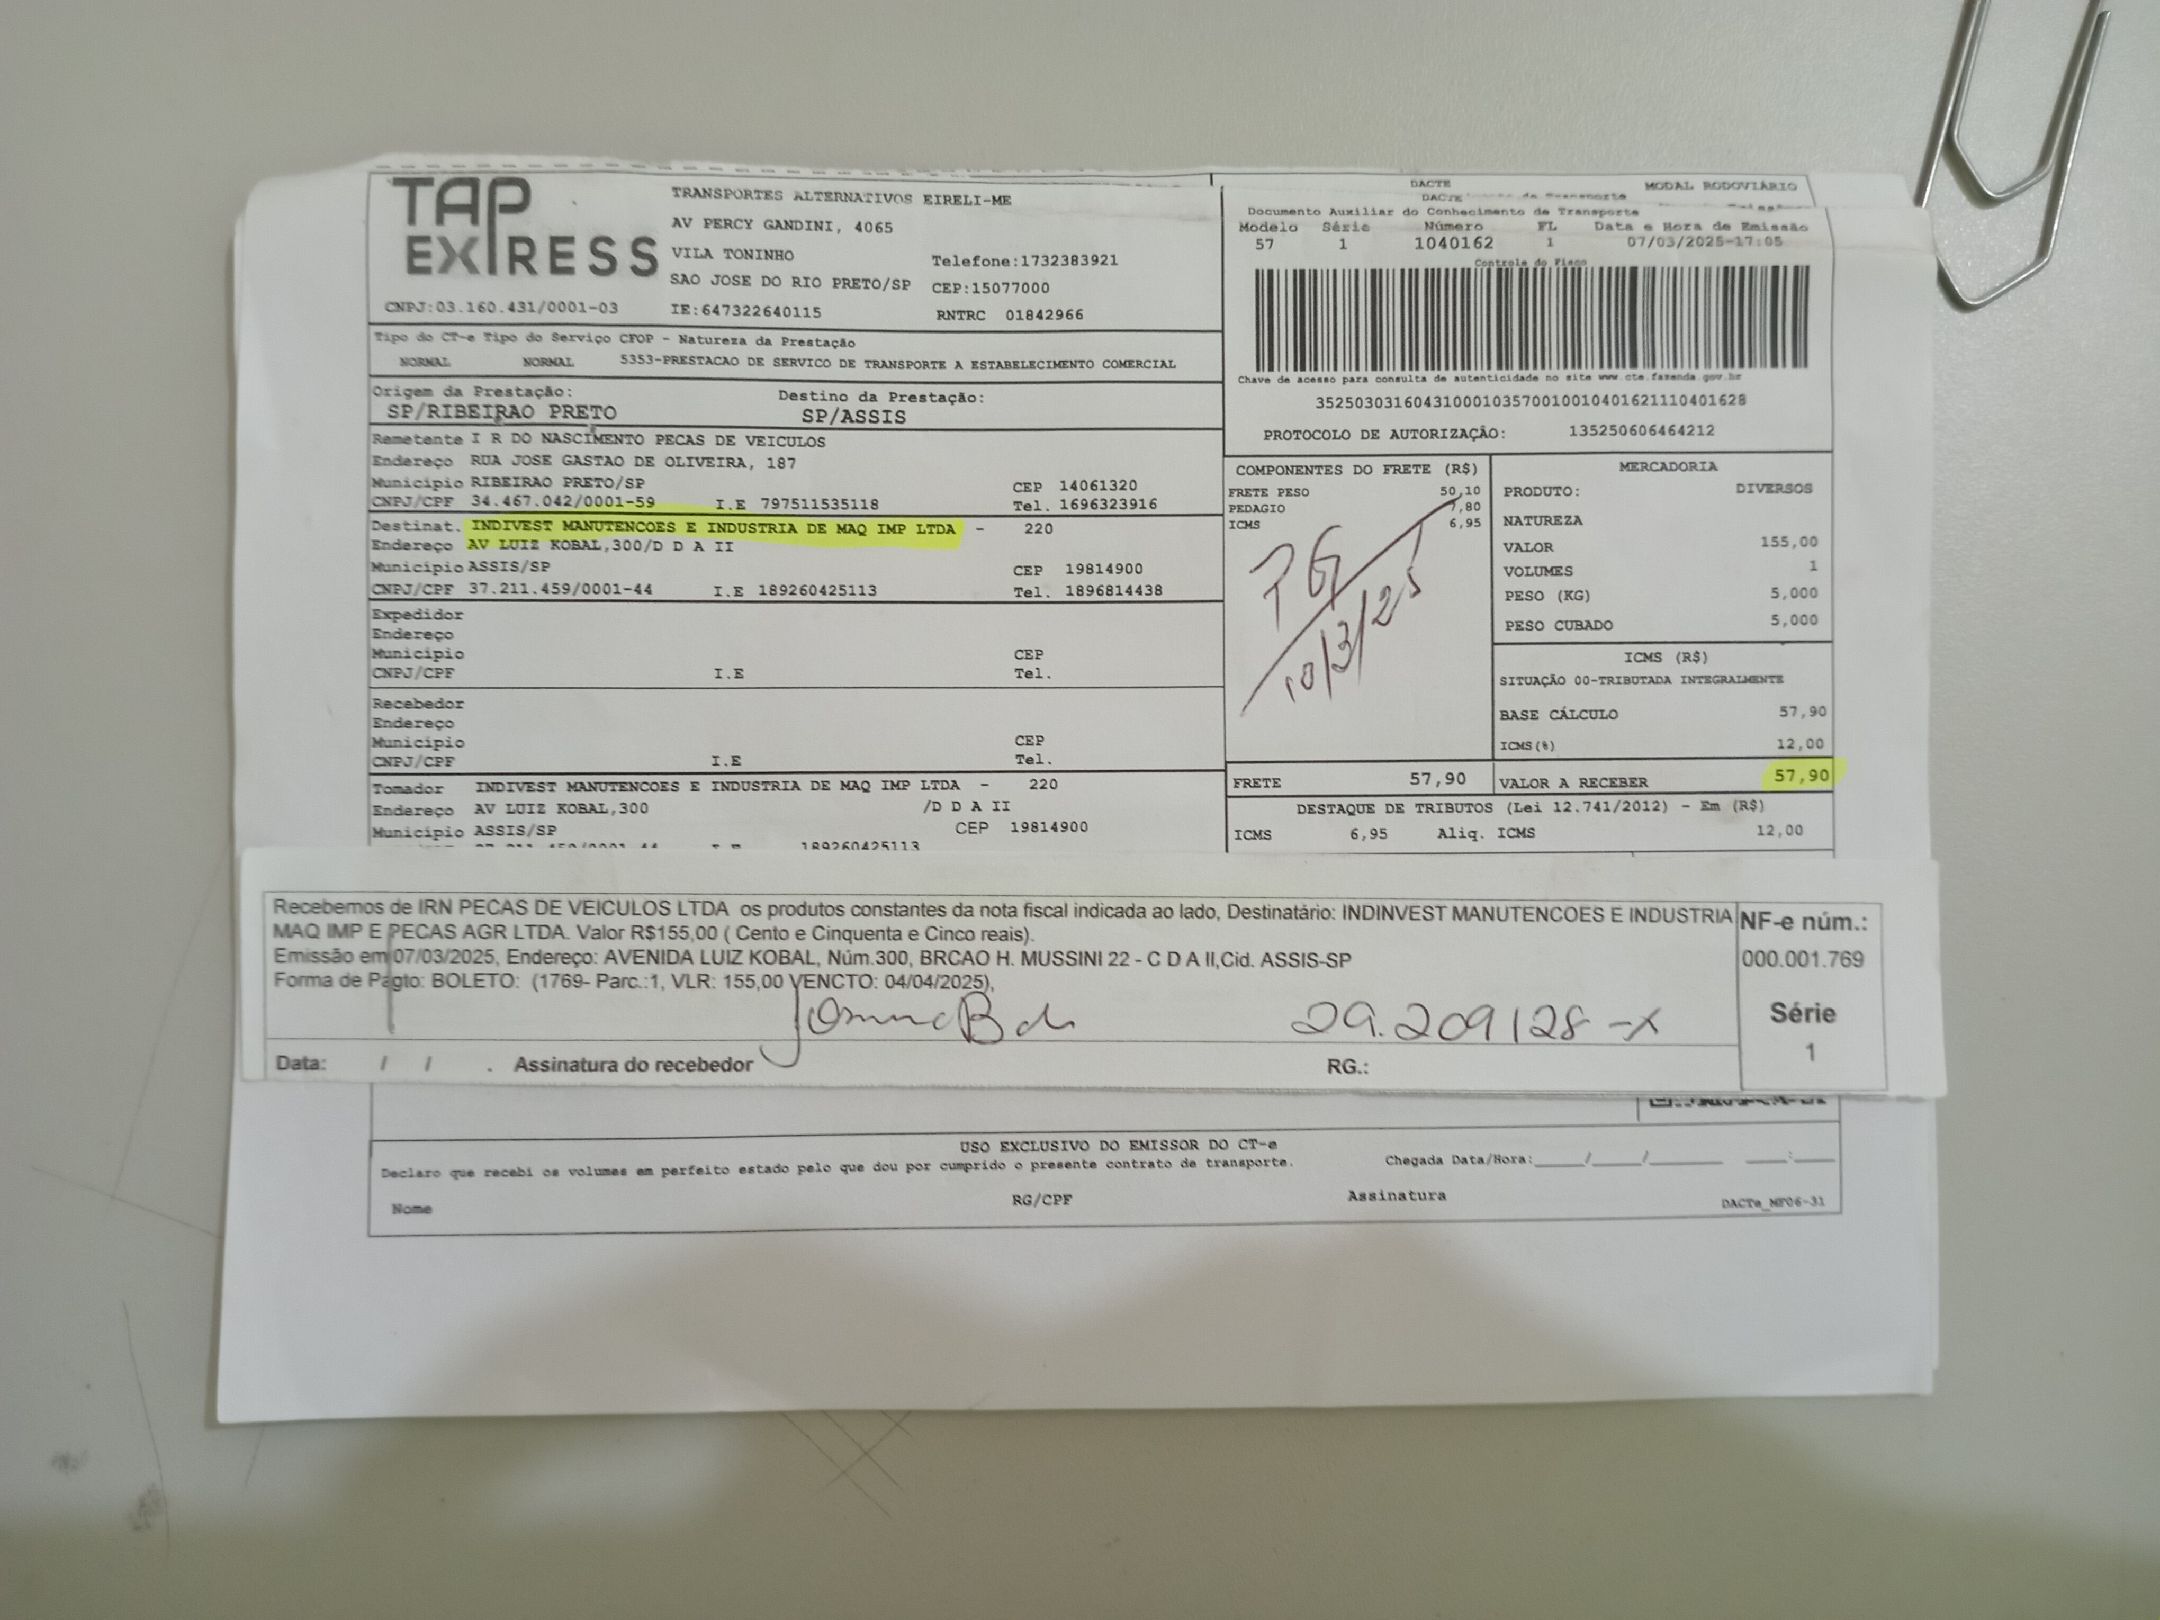 TAP
EXPRESS
TRANSPORTES ALTERNATIVOS EIRELI-ME
AV PERCY GANDINI, 4065
VILA TONINHO
Telefone:1732383921
SAO JOSE DO RIO PRETO/SP CEP:15077000
CNPJ:03.160.431/0001-03 IE:647322640115 RNTRC 01842966
DACTE MODAL RODOVIÁRIO
DACTE
Documento Auxiliar do Conhecimento de Transporte
Modelo Série Número FL Data e Hora de Emissão
57 1 1040162 1 07/03/2025-17:05
Controle do Fisco
Chave de acesso para consulta de autenticidade no site www.cte.fazenda.gov.br
35250303160431000103570010010401621110401628
PROTOCOLO DE AUTORIZAÇÃO: 135250606464212
Tipo do CT-e Tipo do Serviço CFOP - Natureza da Prestação
NORMAL NORMAL 5353-PRESTACAO DE SERVICO DE TRANSPORTE A ESTABELECIMENTO COMERCIAL
Origem da Prestação: Destino da Prestação:
SP/RIBEIRAO PRETO SP/ASSIS
Remetente I R DO NASCIMENTO PECAS DE VEICULOS
Endereço RUA JOSE GASTAO DE OLIVEIRA, 187
Município RIBEIRAO PRETO/SP CEP 14061320
CNPJ/CPF 34.467.042/0001-59 I.E 797511535118 Tel. 1696323916
Destinat. INDIVEST MANUTENCOES E INDUSTRIA DE MAQ IMP LTDA - 220
Endereço AV LUIZ KOBAL,300/D D A II
Município ASSIS/SP CEP 19814900
CNPJ/CPF 37.211.459/0001-44 I.E 189260425113 Tel. 1896814438
Expedidor
Endereço
Município CEP
CNPJ/CPF I.E Tel.
Recebedor
Endereço
Município CEP
CNPJ/CPF I.E Tel.
Tomador INDIVEST MANUTENCOES E INDUSTRIA DE MAQ IMP LTDA - 220
Endereço AV LUIZ KOBAL,300 /D D A II
Município ASSIS/SP CEP 19814900
189260425113
COMPONENTES DO FRETE (R$)
FRETE PESO 50,10
PEDAGIO 7,80
ICMS 6,95
PG
10/3/25
MERCADORIA
PRODUTO: DIVERSOS
NATUREZA
VALOR 155,00
VOLUMES 1
PESO (KG) 5,000
PESO CUBADO 5,000
ICMS (R$)
SITUAÇÃO 00-TRIBUTADA INTEGRALMENTE
BASE CÁLCULO 57,90
ICMS(%) 12,00
FRETE 57,90 VALOR A RECEBER 57,90
DESTAQUE DE TRIBUTOS (Lei 12.741/2012) - Em (R$)
ICMS 6,95 Aliq. ICMS 12,00
Recebemos de IRN PECAS DE VEICULOS LTDA os produtos constantes da nota fiscal indicada ao lado, Destinatário: INDINVEST MANUTENCOES E INDUSTRIA
MAQ IMP E PECAS AGR LTDA. Valor R$155,00 ( Cento e Cinquenta e Cinco reais).
Emissão em 07/03/2025, Endereço: AVENIDA LUIZ KOBAL, Núm.300, BRCAO H. MUSSINI 22 - C D A II,Cid. ASSIS-SP
Forma de Pagto: BOLETO: (1769- Parc.:1, VLR: 155,00 VENCTO: 04/04/2025),
29.209128-X
Data: / / . Assinatura do recebedor RG.:
NF-e núm.:
000.001.769
Série
1
USO EXCLUSIVO DO EMISSOR DO CT-e
Declaro que recebi os volumes em perfeito estado pelo que dou por cumprido o presente contrato de transporte. Chegada Data/Hora:____/____/______ ___:___
Nome RG/CPF Assinatura DACTe_MF06-31